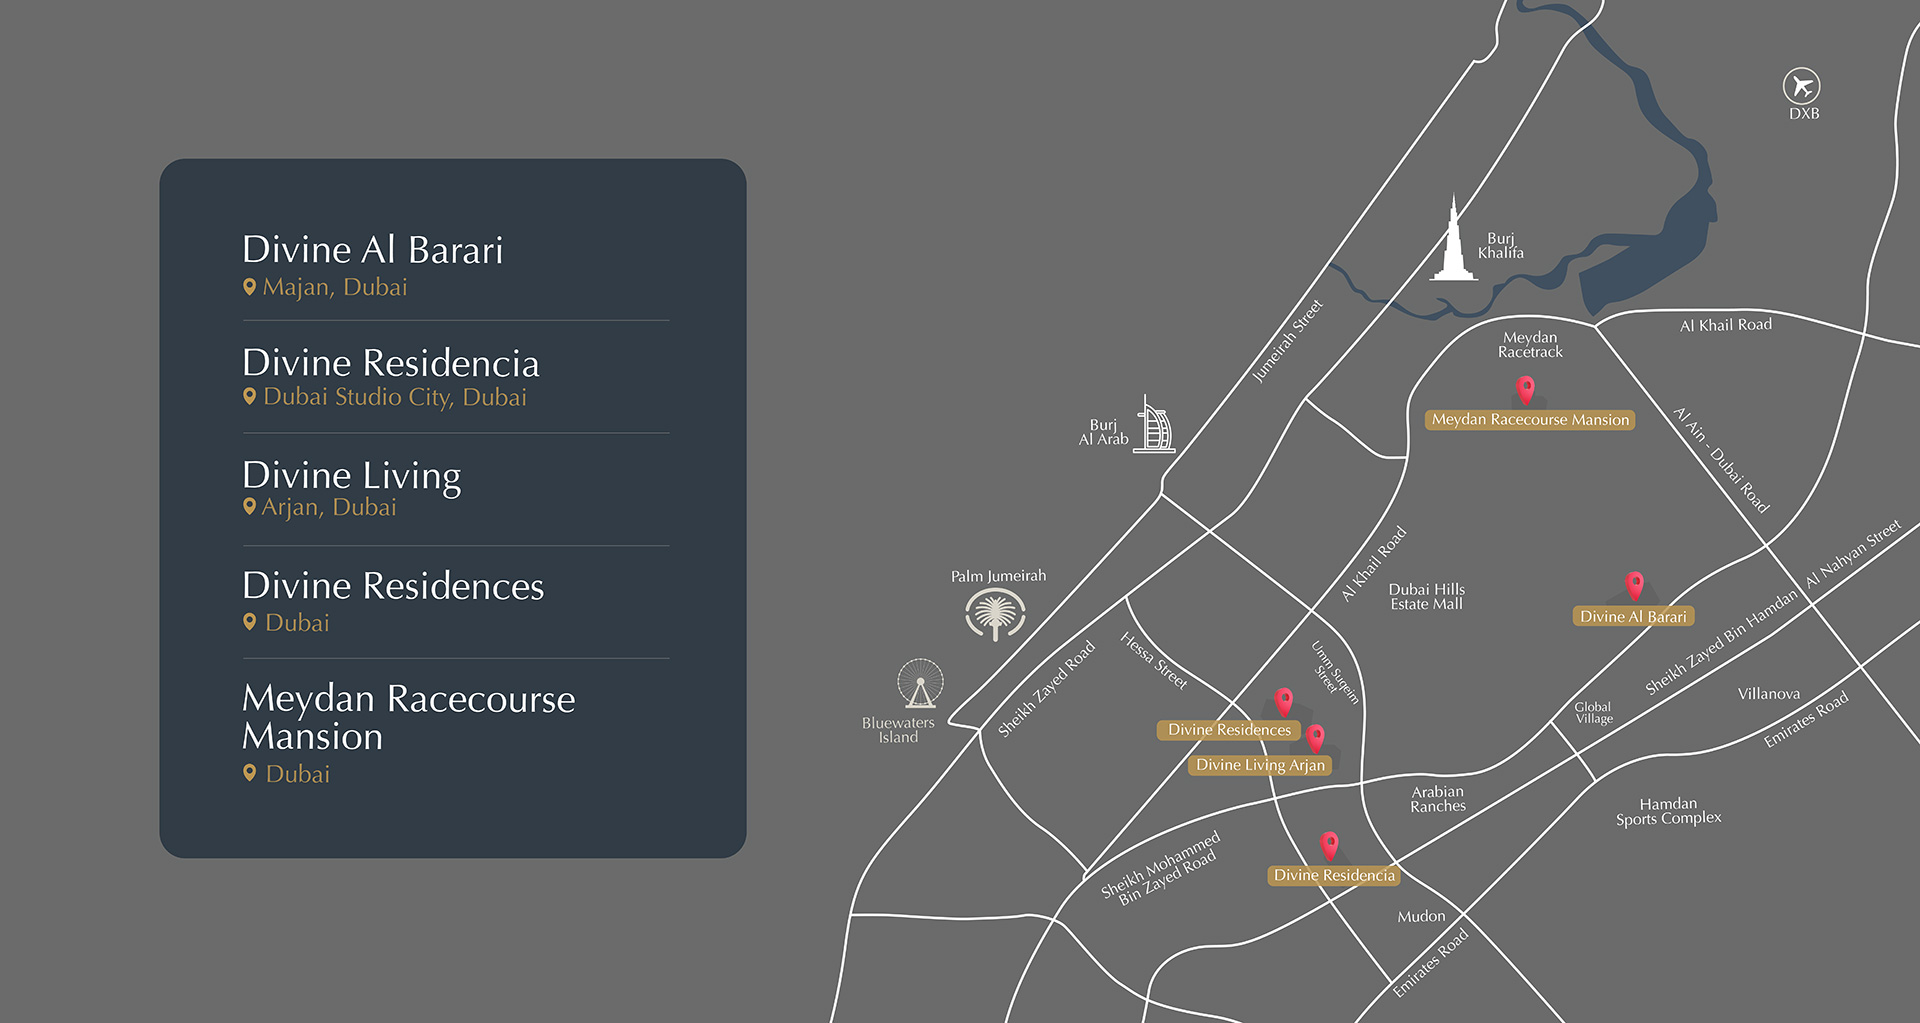 Divine Al Barari
Majan, Dubai
Divine Residencia
Dubai Studio City, Dubai
Divine Living
Arjan, Dubai
Divine Residences
Dubai
Meydan Racecourse
Mansion
Dubai
DXB
Burj
Khalifa
Jumeirah Street
Meydan
Racetrack
Al Khail Road
Meydan Racecourse Mansion
Burj
Al Arab
Al Ain - Dubai Road
Al Khail Road
Palm Jumeirah
Dubai Hills
Estate Mall
Divine Al Barari
Sheikh Zayed Bin Hamdan Al Nahyan Street
Hessa Street
Umm Suqeim
Street
Sheikh Zayed Road
Bluewaters
Island
Divine Residences
Divine Living Arjan
Global
Village
Villanova
Emirates Road
Arabian
Ranches
Hamdan
Sports Complex
Sheikh Mohammed
Bin Zayed Road
Divine Residencia
Mudon
Emirates Road